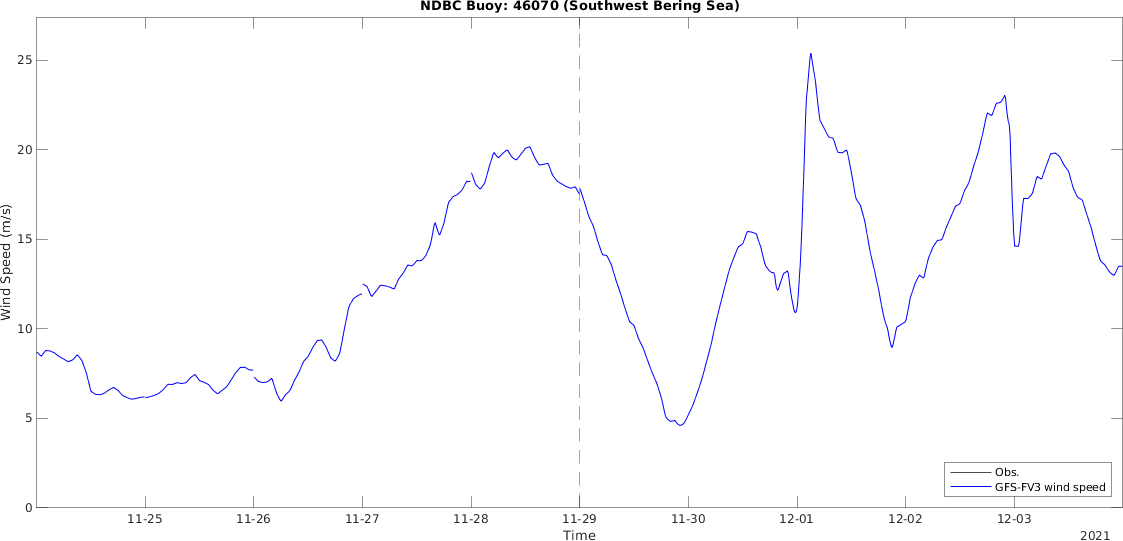 NDBC Buoy: 46070 (Southwest Bering Sea)
25
20
15
10
5
0
Wind Speed (m/s)
11-25 11-26 11-27 11-28 11-29 11-30 12-01 12-02 12-03
Time
2021
Obs.
GFS-FV3 wind speed